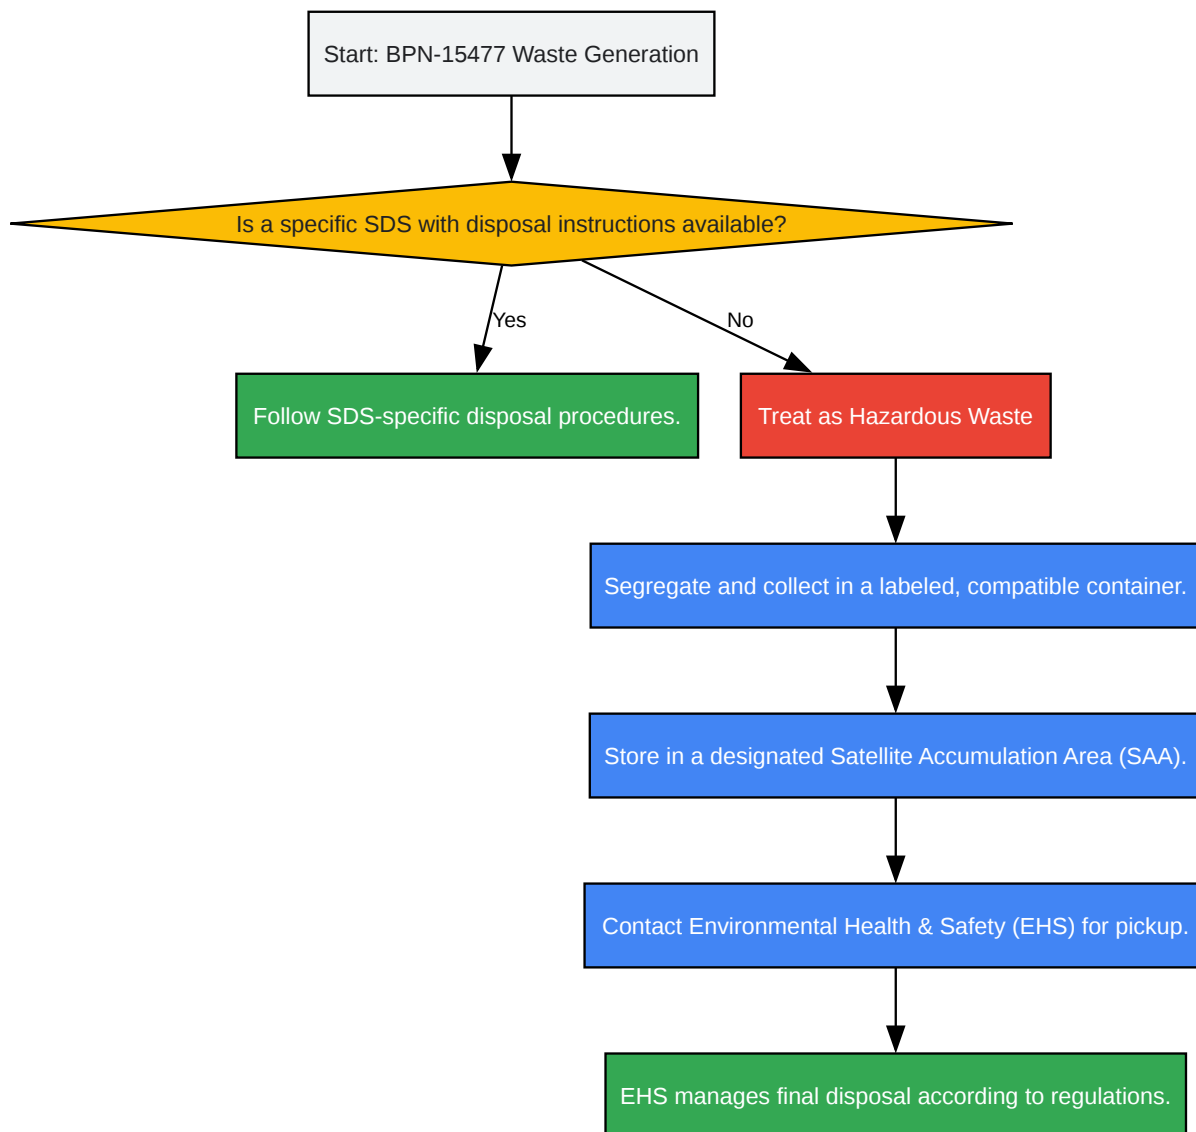 Start: BPN-15477 Waste Generation
Is a specific SDS with disposal instructions available?
Yes
No
Follow SDS-specific disposal procedures.
Treat as Hazardous Waste
Segregate and collect in a labeled, compatible container.
Store in a designated Satellite Accumulation Area (SAA).
Contact Environmental Health & Safety (EHS) for pickup.
EHS manages final disposal according to regulations.